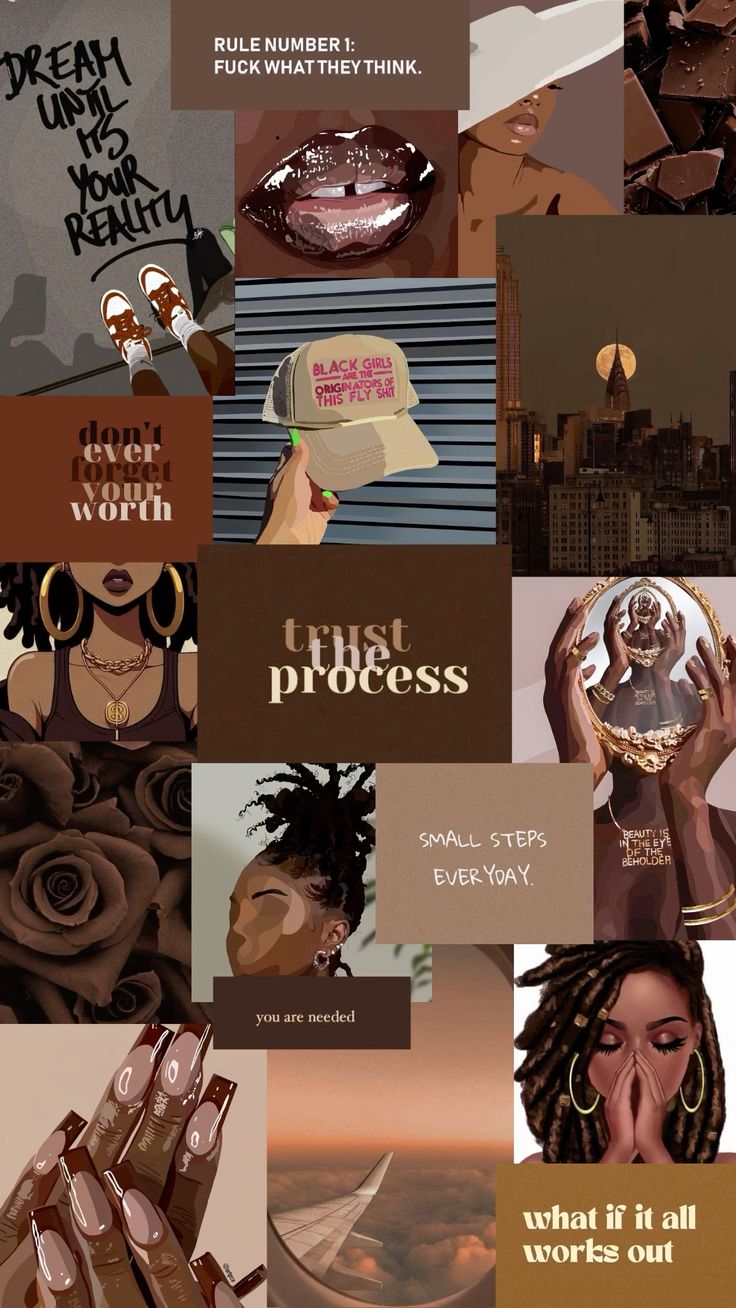 RULE NUMBER 1:
FUCK WHAT THEY THINK.
DREAM
UNTIL
ITS
YOUR
REALITY
BLACK GIRLS
ARE THE
ORIGINATORS OF
THIS FLY SHIT
don't
ever
forget
your
worth
trust
the
process
SMALL STEPS
EVERYDAY.
BEAUTY IS
IN THE EYE
OF THE
BEHOLDER
you are needed
what if it all
works out